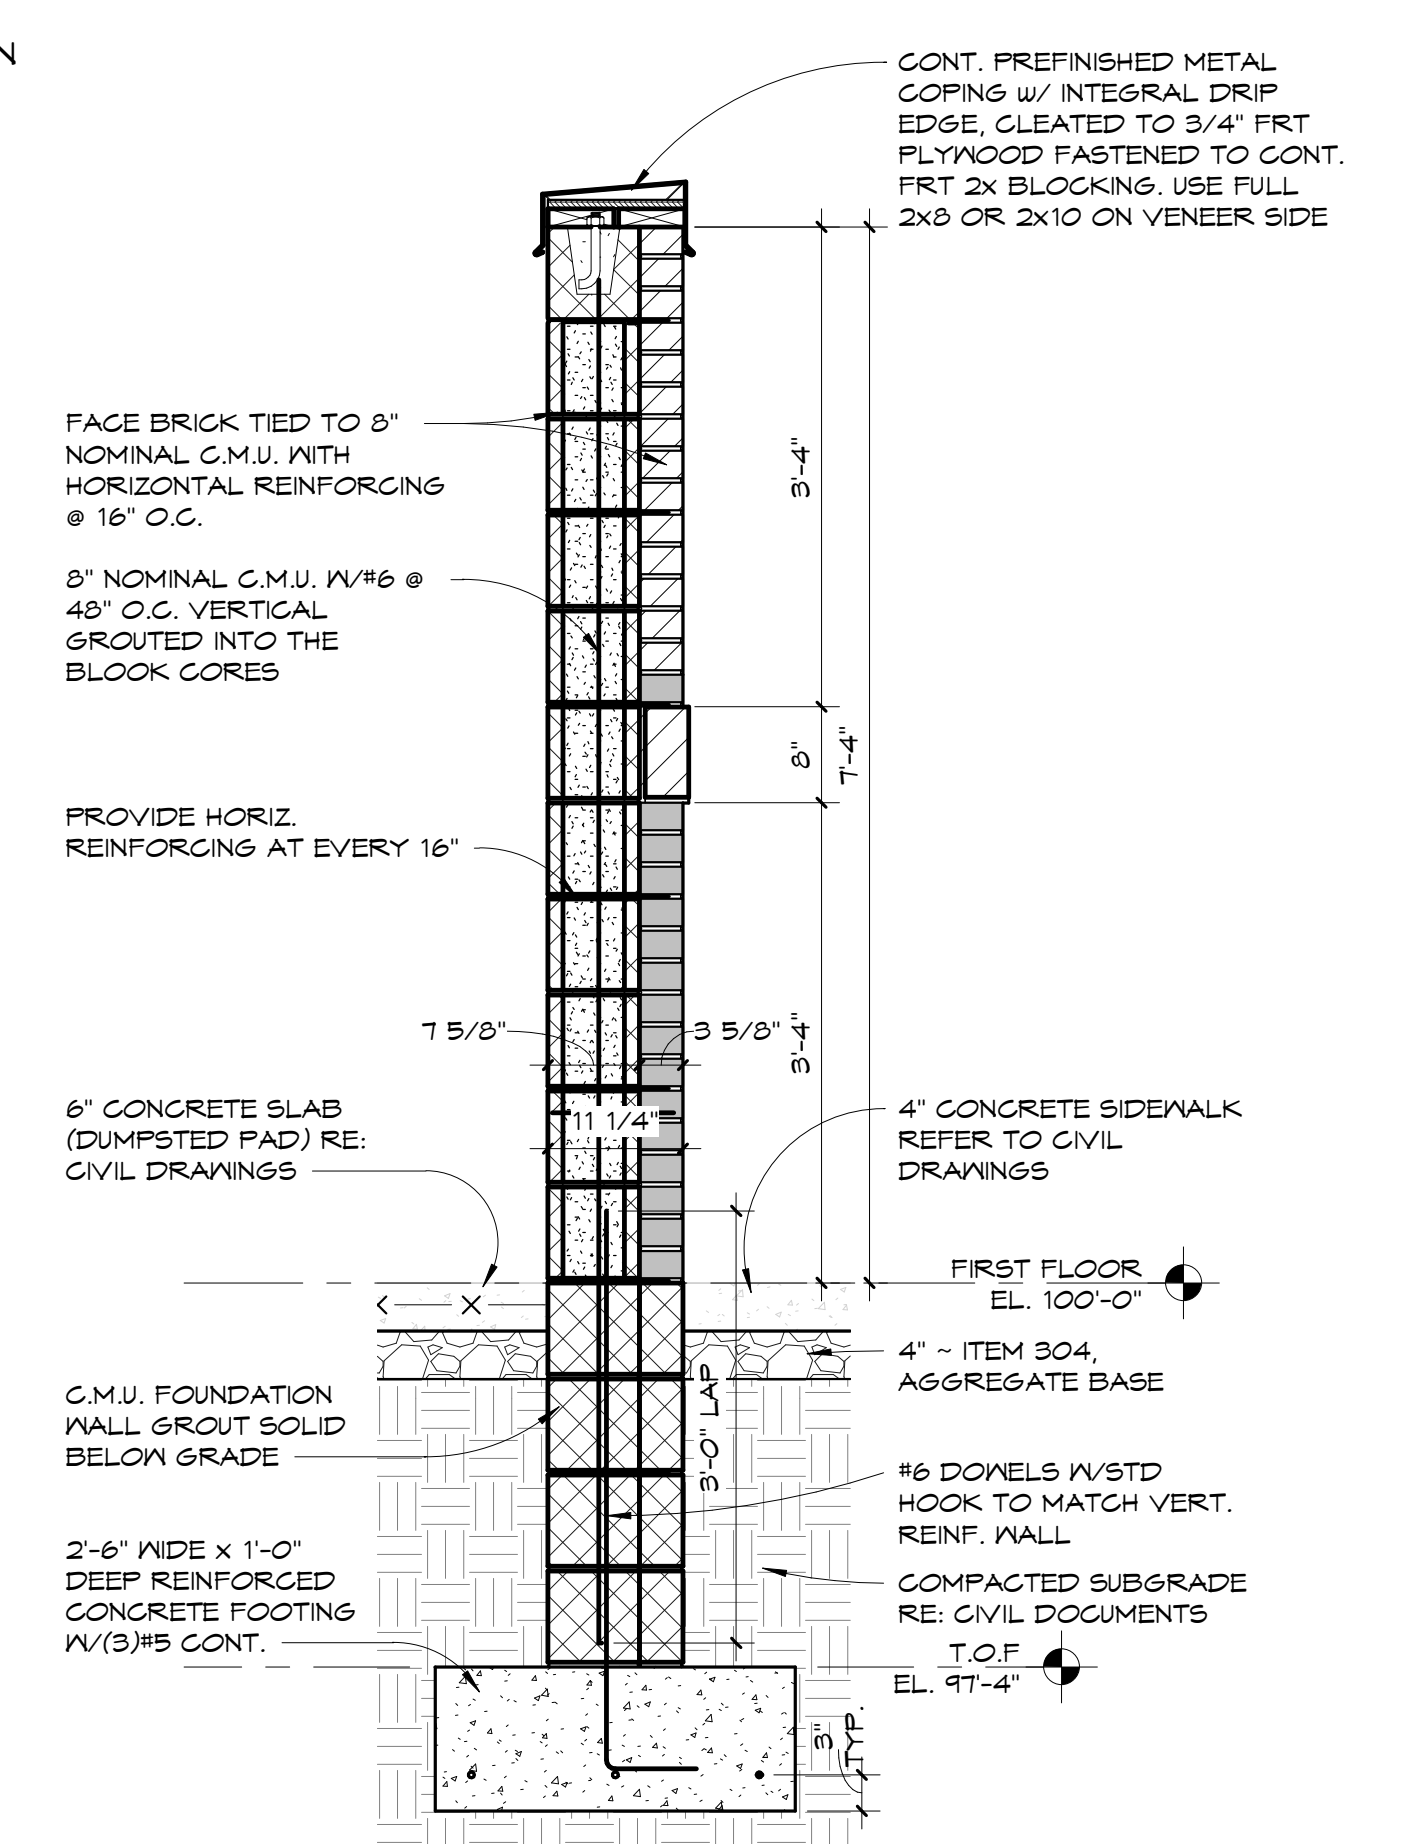 N
CONT. PREFINISHED METAL
COPING w/ INTEGRAL DRIP
EDGE, CLEATED TO 3/4" FRT
PLYWOOD FASTENED TO CONT.
FRT 2x BLOCKING. USE FULL
2x8 OR 2x10 ON VENEER SIDE
FACE BRICK TIED TO 8"
NOMINAL C.M.U. WITH
HORIZONTAL REINFORCING
@ 16" O.C.
3'-4"
8" NOMINAL C.M.U. W/#6 @
48" O.C. VERTICAL
GROUTED INTO THE
BLOOK CORES
8"
7'-4"
PROVIDE HORIZ.
REINFORCING AT EVERY 16"
7 5/8"
3 5/8"
3'-4"
11 1/4"
6" CONCRETE SLAB
(DUMPSTED PAD) RE:
CIVIL DRAWINGS
4" CONCRETE SIDEWALK
REFER TO CIVIL
DRAWINGS
FIRST FLOOR
EL. 100'-0"
4" ~ ITEM 304,
AGGREGATE BASE
C.M.U. FOUNDATION
WALL GROUT SOLID
BELOW GRADE
3'-0" LAP
#6 DOWELS W/STD
HOOK TO MATCH VERT.
REINF. WALL
2'-6" WIDE x 1'-0"
DEEP REINFORCED
CONCRETE FOOTING
W/(3)#5 CONT.
COMPACTED SUBGRADE
RE: CIVIL DOCUMENTS
T.O.F
EL. 97'-4"
3"
TYP.